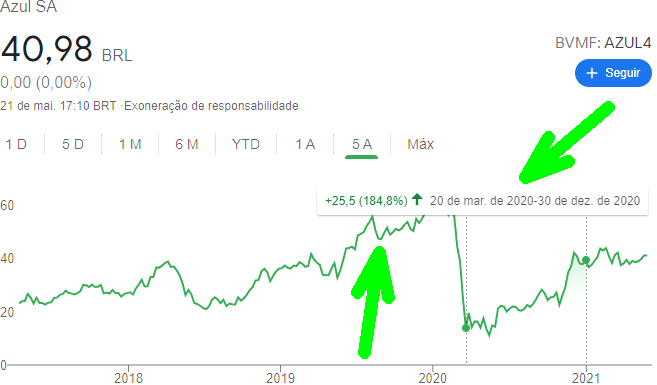 Azul SA
40,98 BRL
BVMF: AZUL4
0,00 (0,00%)
+ Seguir
21 de mai. 17:10 BRT ·Exoneração de responsabilidade
1 D 5 D 1 M 6 M YTD 1 A 5 A Máx
+25,5 (184,8%) ↑ 20 de mar. de 2020-30 de dez. de 2020
60
40
20
0
2018 2019 2020 2021